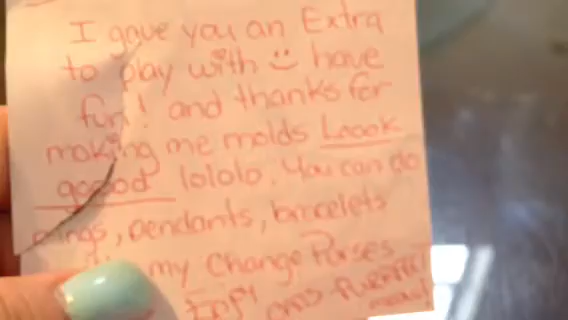 I gave you an Extra
to play with have
fun! and thanks for
making me molds Loook
goood lololo. You can do
rings, pendants, bracelets
my Change Purses